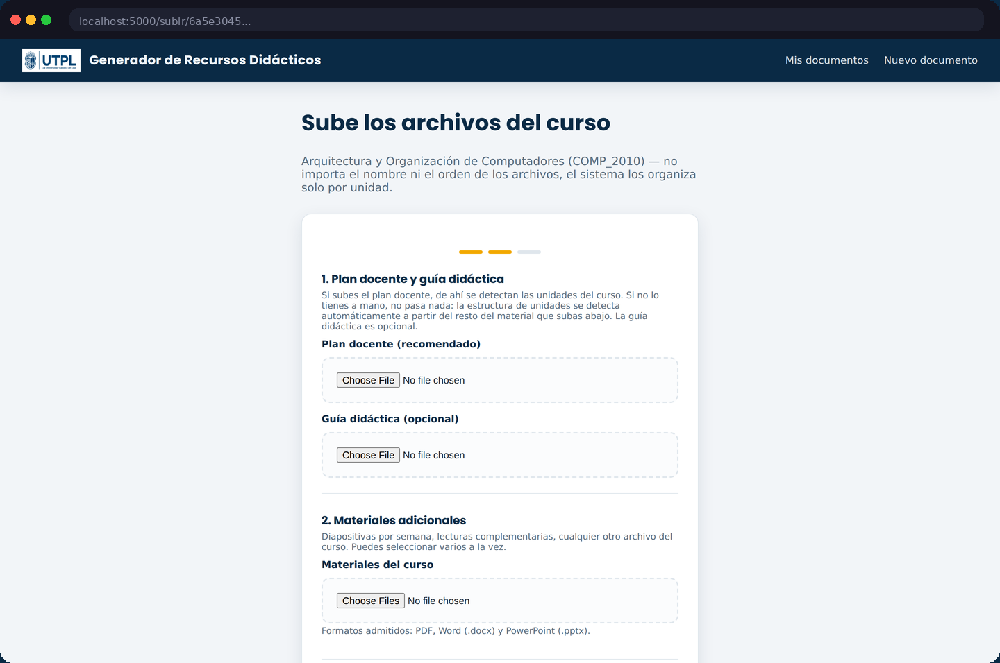 localhost:5000/subir/6a5e3045...
UTPL
La Universidad Católica de Loja
Generador de Recursos Didácticos
Mis documentos
Nuevo documento
Sube los archivos del curso
Arquitectura y Organización de Computadores (COMP_2010) — no
importa el nombre ni el orden de los archivos, el sistema los organiza
solo por unidad.
1. Plan docente y guía didáctica
Si subes el plan docente, de ahí se detectan las unidades del curso. Si no lo
tienes a mano, no pasa nada: la estructura de unidades se detecta
automáticamente a partir del resto del material que subas abajo. La guía
didáctica es opcional.
Plan docente (recomendado)
Choose File No file chosen
Guía didáctica (opcional)
Choose File No file chosen
2. Materiales adicionales
Diapositivas por semana, lecturas complementarias, cualquier otro archivo del
curso. Puedes seleccionar varios a la vez.
Materiales del curso
Choose Files No file chosen
Formatos admitidos: PDF, Word (.docx) y PowerPoint (.pptx).